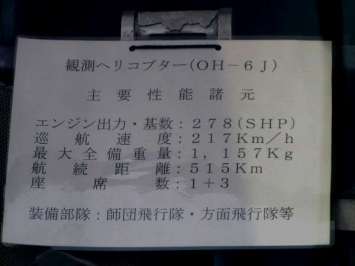 観測ヘリコプター(OH－6J)
主要性能諸元
エンジン出力・基数：278(SHP)
巡航速度：217Km／h
最大全備重量：1，157Kg
航続距離：515Km
座席数：1＋3
装備部隊：師団飛行隊・方面飛行隊等